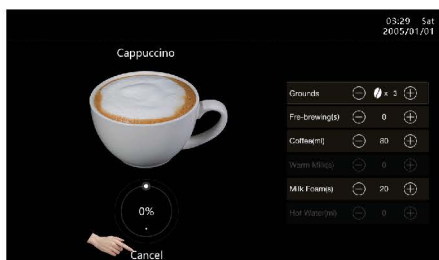 03:29 Sat
2005/01/01
Cappuccino
Grounds x 3
Fre-brewing(s) 0
Coffee(ml) 80
Warm Milk(s) 0
Milk Foam(s) 20
Hot Water(ml) 0
0%
Cancel